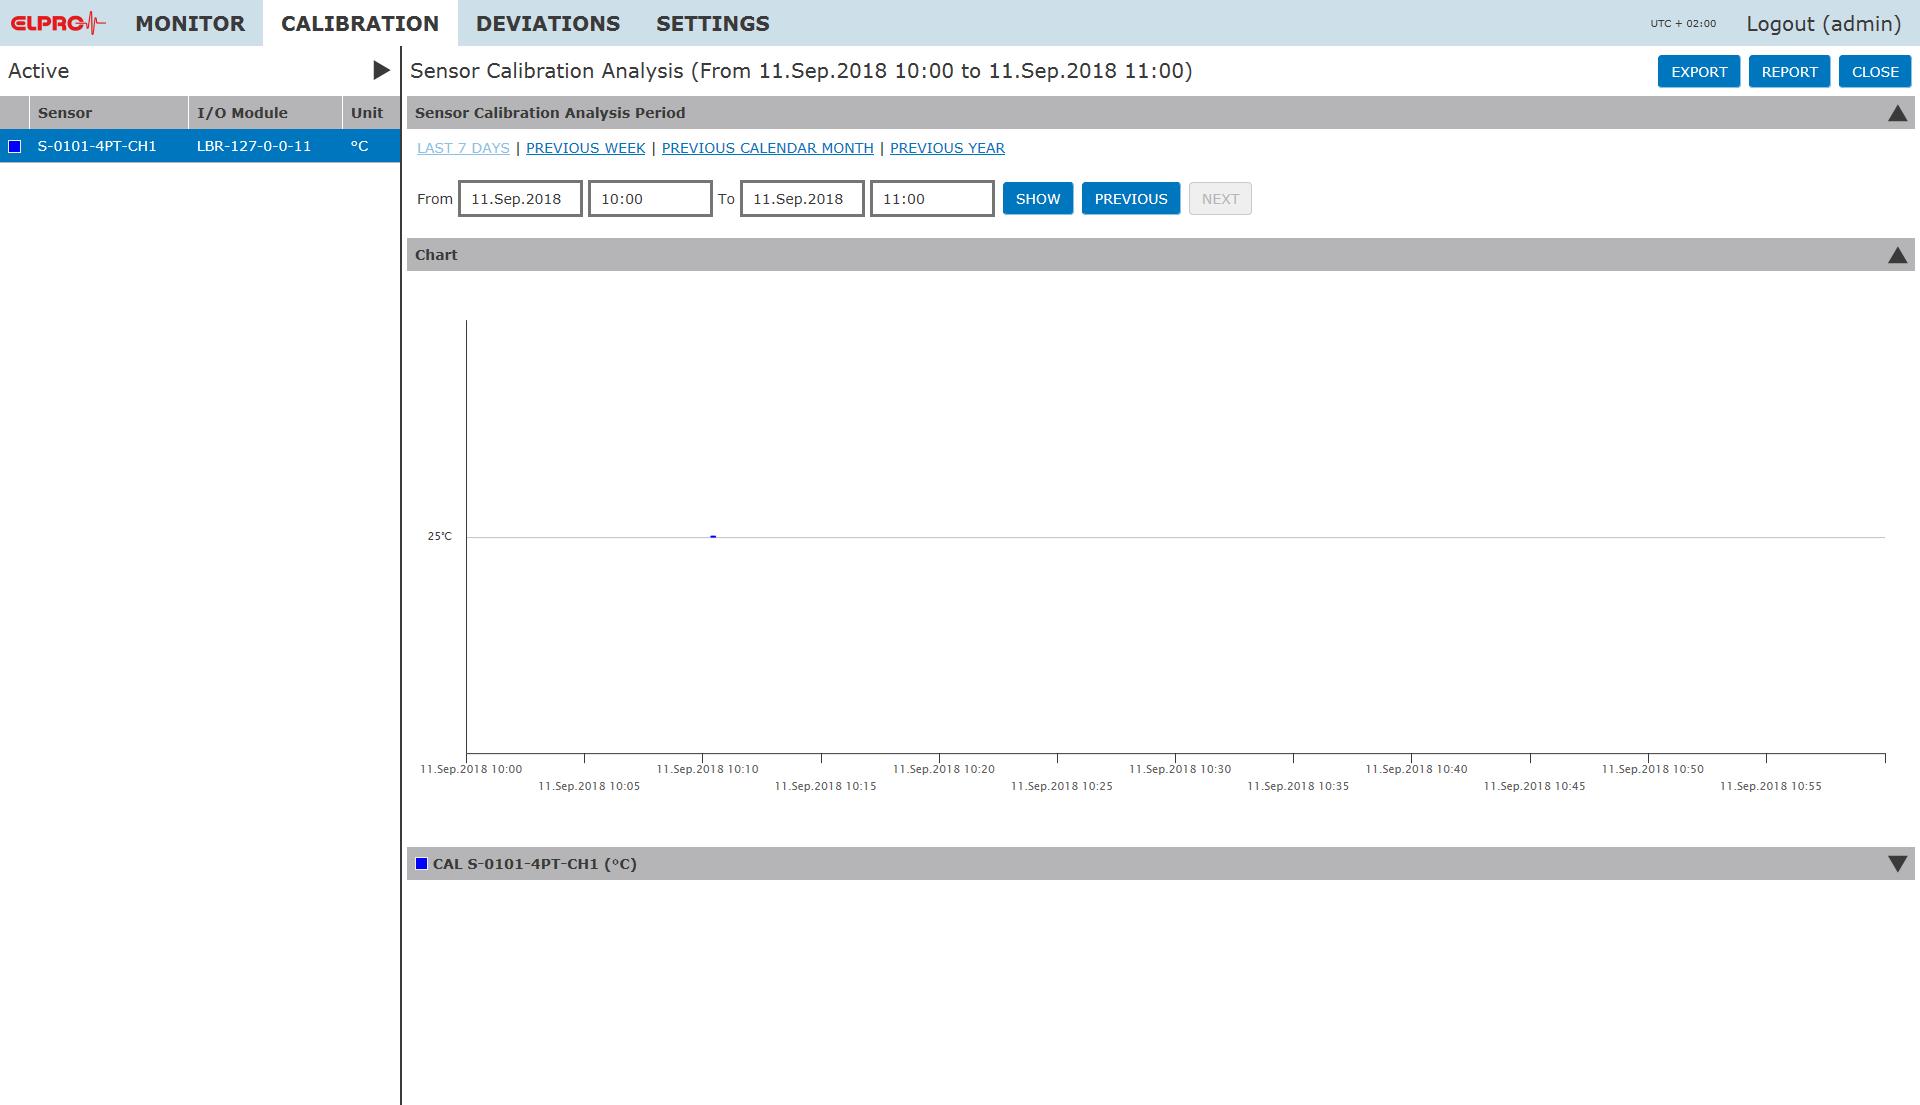 ELPRO MONITOR CALIBRATION DEVIATIONS SETTINGS UTC + 02:00 Logout (admin)
Active
Sensor I/O Module Unit
S-0101-4PT-CH1 LBR-127-0-0-11 °C
Sensor Calibration Analysis (From 11.Sep.2018 10:00 to 11.Sep.2018 11:00) EXPORT REPORT CLOSE
Sensor Calibration Analysis Period
LAST 7 DAYS | PREVIOUS WEEK | PREVIOUS CALENDAR MONTH | PREVIOUS YEAR
From 11.Sep.2018 10:00 To 11.Sep.2018 11:00 SHOW PREVIOUS NEXT
Chart
25°C
11.Sep.2018 10:00 11.Sep.2018 10:10 11.Sep.2018 10:20 11.Sep.2018 10:30 11.Sep.2018 10:40 11.Sep.2018 10:50
11.Sep.2018 10:05 11.Sep.2018 10:15 11.Sep.2018 10:25 11.Sep.2018 10:35 11.Sep.2018 10:45 11.Sep.2018 10:55
CAL S-0101-4PT-CH1 (°C)